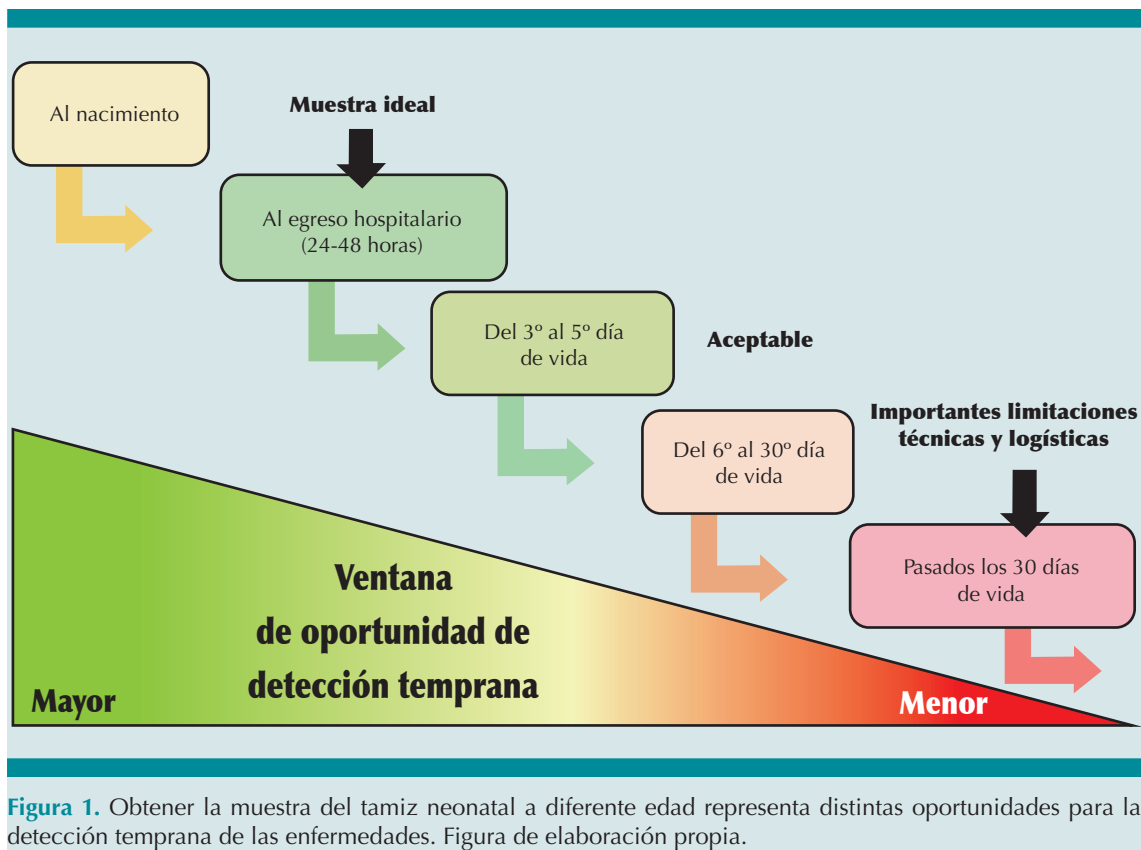 Al nacimiento
Muestra ideal
Al egreso hospitalario
(24-48 horas)
Del 3º al 5º día
de vida
Aceptable
Del 6º al 30º día
de vida
Importantes limitaciones
técnicas y logísticas
Pasados los 30 días
de vida
Ventana
de oportunidad de
detección temprana
Mayor
Menor
Figura 1. Obtener la muestra del tamiz neonatal a diferente edad representa distintas oportunidades para la
detección temprana de las enfermedades. Figura de elaboración propia.